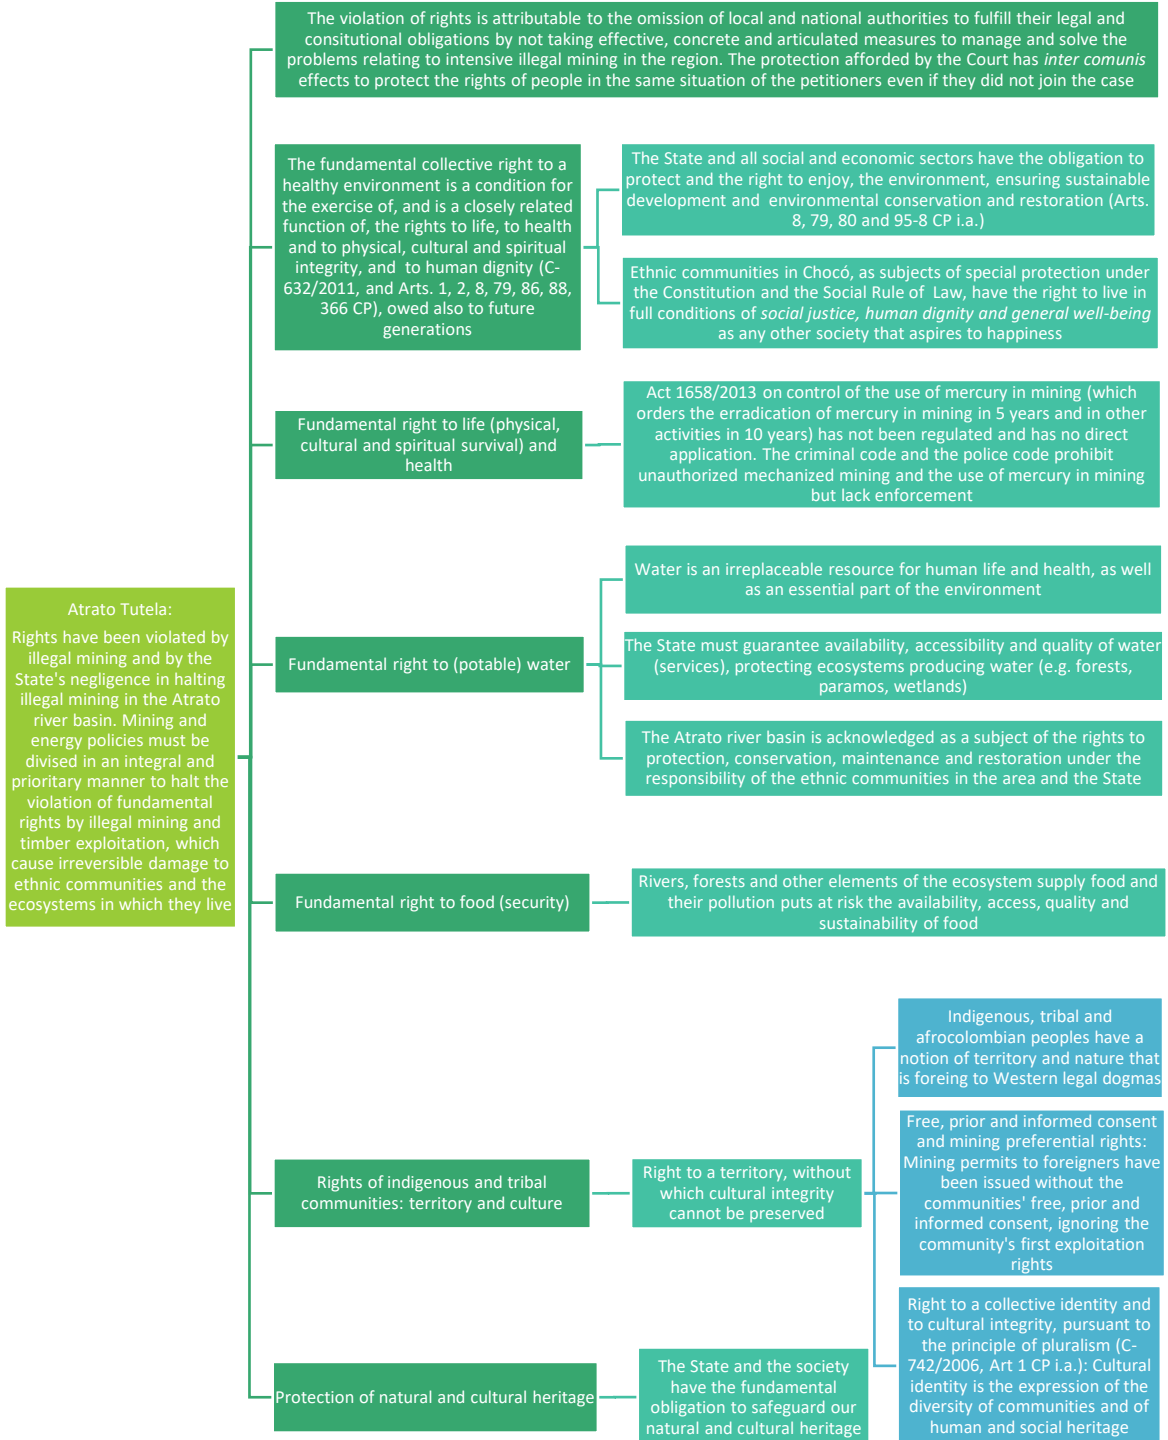 The violation of rights is attributable to the omission of local and national authorities to fulfill their legal and
consitutional obligations by not taking effective, concrete and articulated measures to manage and solve the
problems relating to intensive illegal mining in the region. The protection afforded by the Court has inter comunis
effects to protect the rights of people in the same situation of the petitioners even if they did not join the case
The fundamental collective right to a
healthy environment is a condition for
the exercise of, and is a closely related
function of, the rights to life, to health
and to physical, cultural and spiritual
integrity, and to human dignity (C-
632/2011, and Arts. 1, 2, 8, 79, 86, 88,
366 CP), owed also to future
generations
The State and all social and economic sectors have the obligation to
protect and the right to enjoy, the environment, ensuring sustainable
development and environmental conservation and restoration (Arts.
8, 79, 80 and 95-8 CP i.a.)
Ethnic communities in Chocó, as subjects of special protection under
the Constitution and the Social Rule of Law, have the right to live in
full conditions of social justice, human dignity and general well-being
as any other society that aspires to happiness
Fundamental right to life (physical,
cultural and spiritual survival) and
health
Act 1658/2013 on control of the use of mercury in mining (which
orders the erradication of mercury in mining in 5 years and in other
activities in 10 years) has not been regulated and has no direct
application. The criminal code and the police code prohibit
unauthorized mechanized mining and the use of mercury in mining
but lack enforcement
Atrato Tutela:
Rights have been violated by
illegal mining and by the
State's negligence in halting
illegal mining in the Atrato
river basin. Mining and
energy policies must be
divised in an integral and
prioritary manner to halt the
violation of fundamental
rights by illegal mining and
timber exploitation, which
cause irreversible damage to
ethnic communities and the
ecosystems in which they live
Fundamental right to (potable) water
Water is an irreplaceable resource for human life and health, as well
as an essential part of the environment
The State must guarantee availability, accessibility and quality of water
(services), protecting ecosystems producing water (e.g. forests,
paramos, wetlands)
The Atrato river basin is acknowledged as a subject of the rights to
protection, conservation, maintenance and restoration under the
responsibility of the ethnic communities in the area and the State
Fundamental right to food (security)
Rivers, forests and other elements of the ecosystem supply food and
their pollution puts at risk the availability, access, quality and
sustainability of food
Rights of indigenous and tribal
communities: territory and culture
Right to a territory, without
which cultural integrity
cannot be preserved
Indigenous, tribal and
afrocolombian peoples have a
notion of territory and nature that
is foreing to Western legal dogmas
Free, prior and informed consent
and mining preferential rights:
Mining permits to foreigners have
been issued without the
communities' free, prior and
informed consent, ignoring the
community's first exploitation
rights
Right to a collective identity and
to cultural integrity, pursuant to
the principle of pluralism (C-
742/2006, Art 1 CP i.a.): Cultural
identity is the expression of the
diversity of communities and of
human and social heritage
Protection of natural and cultural heritage
The State and the society
have the fundamental
obligation to safeguard our
natural and cultural heritage